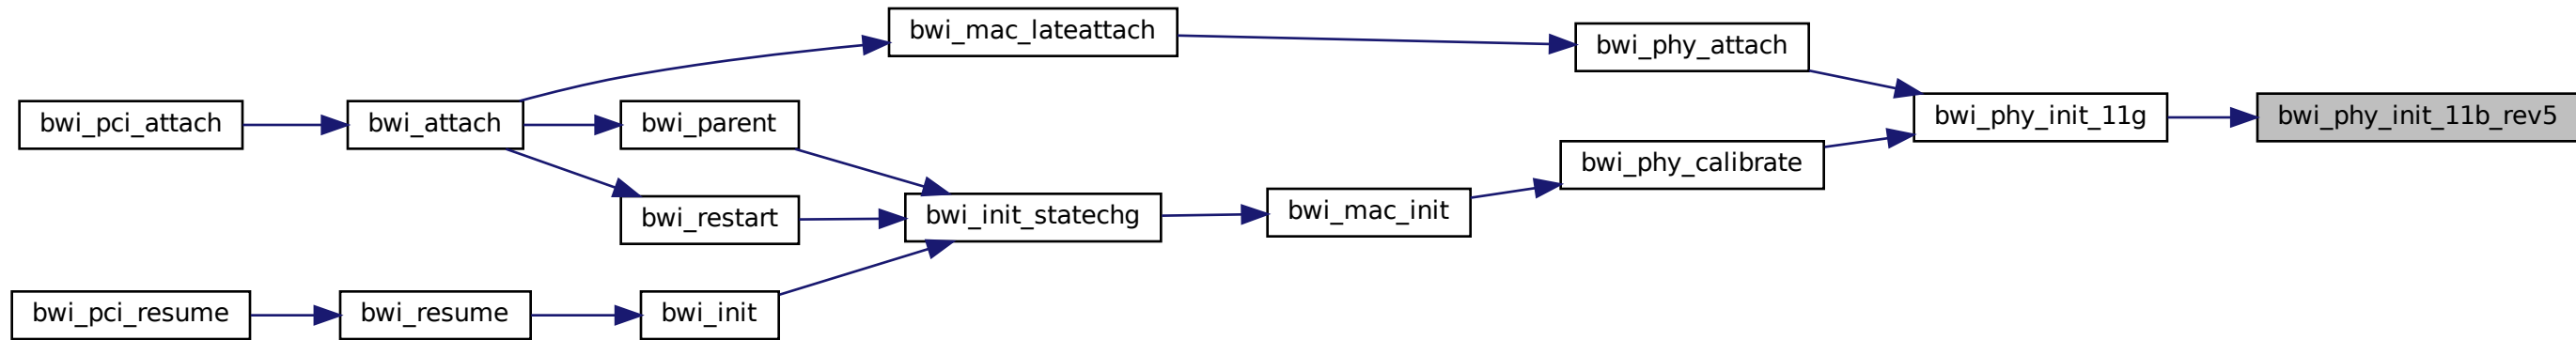 bwi_mac_lateattach
bwi_phy_attach
bwi_pci_attach
bwi_attach
bwi_parent
bwi_phy_init_11g
bwi_phy_init_11b_rev5
bwi_phy_calibrate
bwi_restart
bwi_init_statechg
bwi_mac_init
bwi_pci_resume
bwi_resume
bwi_init